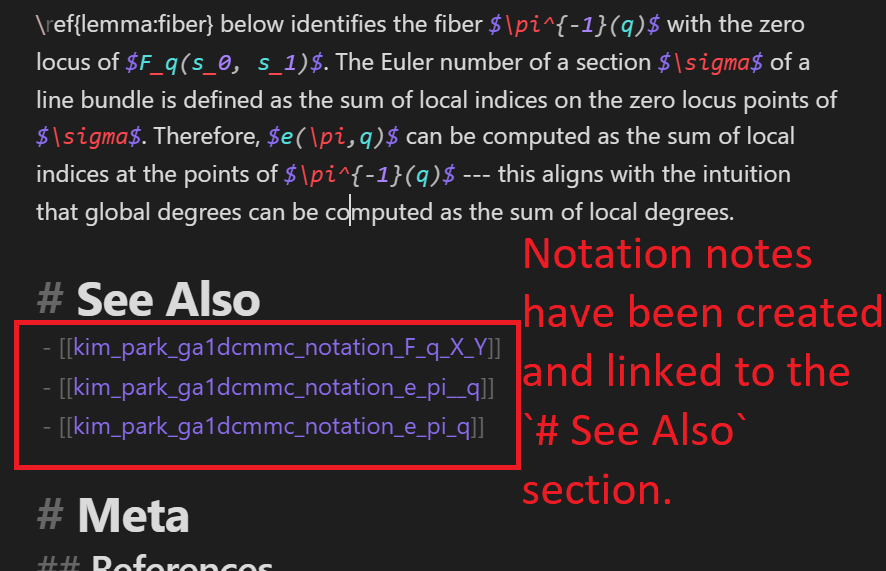 \ref{lemma:fiber} below identifies the fiber $\pi^{-1}(q)$ with the zero
locus of $F_q(s_0, s_1)$. The Euler number of a section $\sigma$ of a
line bundle is defined as the sum of local indices on the zero locus points of
$\sigma$. Therefore, $e(\pi,q)$ can be computed as the sum of local
indices at the points of $\pi^{-1}(q)$ --- this aligns with the intuition
that global degrees can be computed as the sum of local degrees.
# See Also
- [[kim_park_ga1dcmmc_notation_F_q_X_Y]]
- [[kim_park_ga1dcmmc_notation_e_pi__q]]
- [[kim_park_ga1dcmmc_notation_e_pi_q]]
Notation notes
have been created
and linked to the
`# See Also`
section.
# Meta
## References